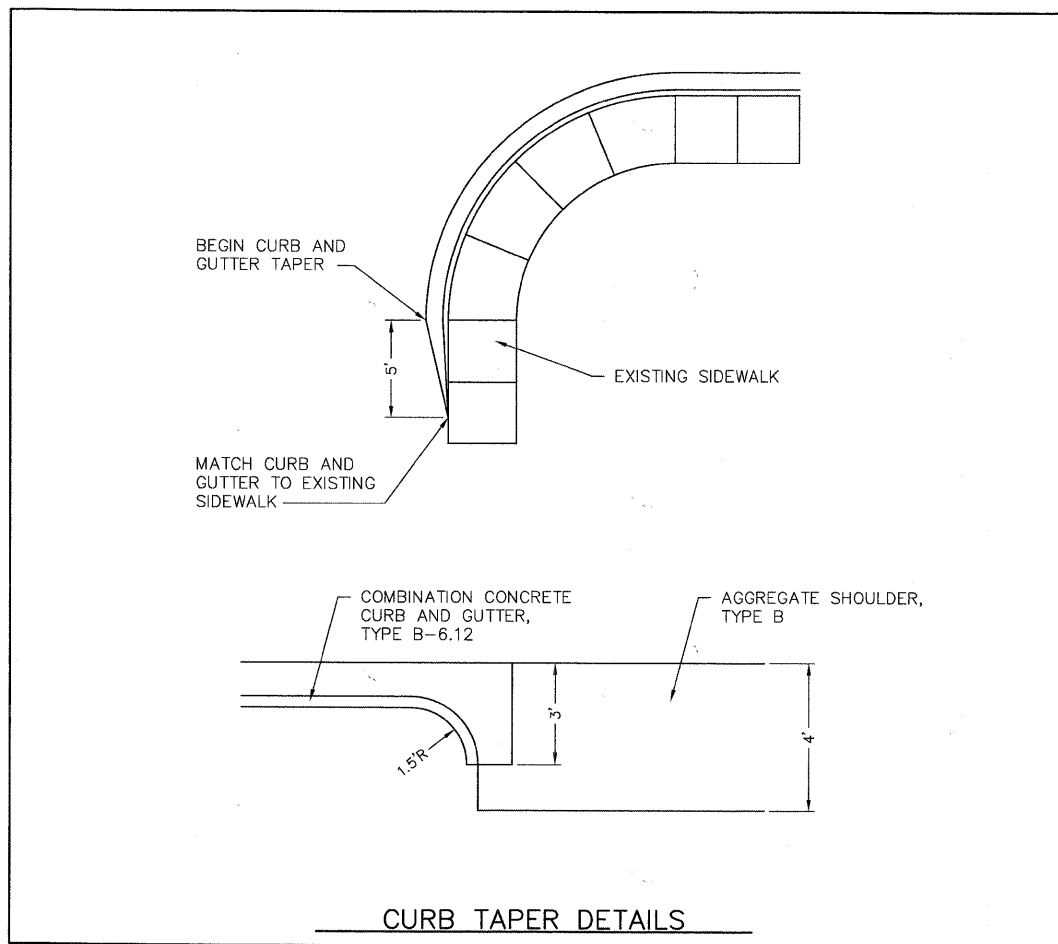 BEGIN CURB AND
GUTTER TAPER
5'
EXISTING SIDEWALK
MATCH CURB AND
GUTTER TO EXISTING
SIDEWALK
COMBINATION CONCRETE
CURB AND GUTTER,
TYPE B-6.12
AGGREGATE SHOULDER,
TYPE B
3'
4'
1.5'R
CURB TAPER DETAILS